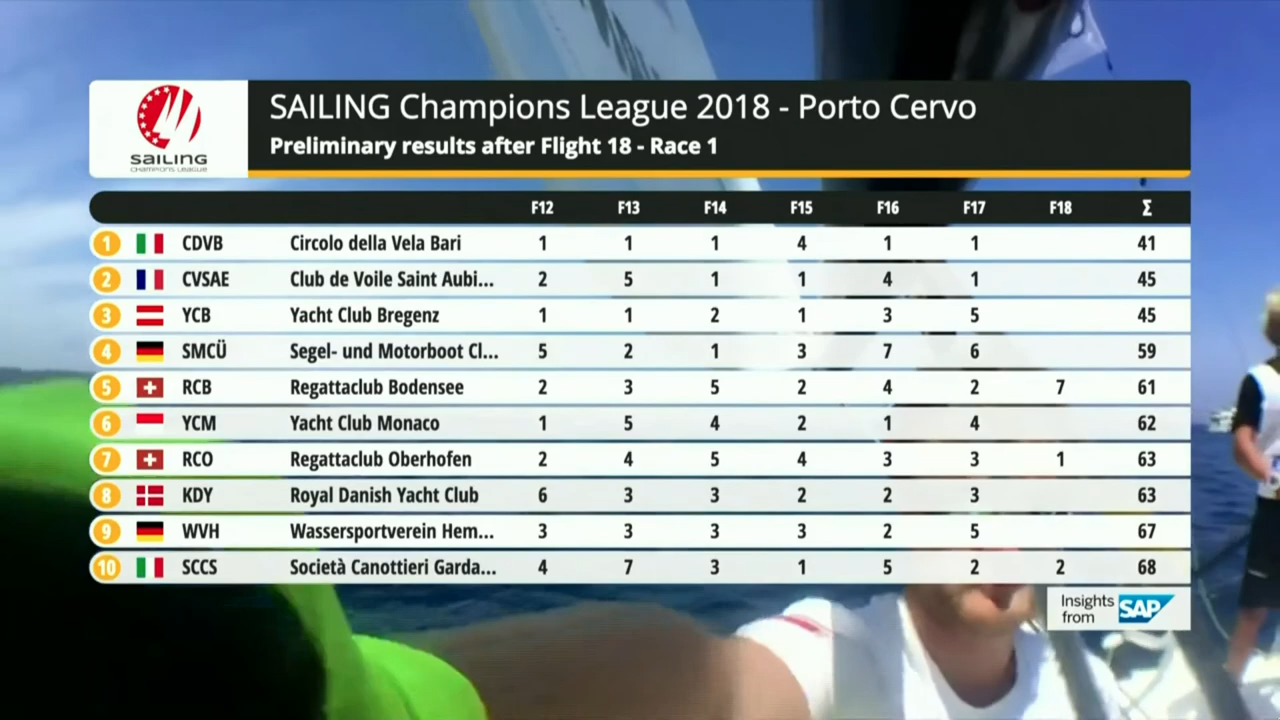 SAILING Champions League 2018 - Porto Cervo
Preliminary results after Flight 18 - Race 1
SAILING
CHAMPIONS LEAGUE
F12 F13 F14 F15 F16 F17 F18 Σ
1 CDVB Circolo della Vela Bari 1 1 1 4 1 1 41
2 CVSAE Club de Voile Saint Aubi... 2 5 1 1 4 1 45
3 YCB Yacht Club Bregenz 1 1 2 1 3 5 45
4 SMCÜ Segel- und Motorboot Cl... 5 2 1 3 7 6 59
5 RCB Regattaclub Bodensee 2 3 5 2 4 2 7 61
6 YCM Yacht Club Monaco 1 5 4 2 1 4 62
7 RCO Regattaclub Oberhofen 2 4 5 4 3 3 1 63
8 KDY Royal Danish Yacht Club 6 3 3 2 2 3 63
9 WVH Wassersportverein Hem... 3 3 3 3 2 5 67
10 SCCS Società Canottieri Garda... 4 7 3 1 5 2 2 68
Insights
from SAP